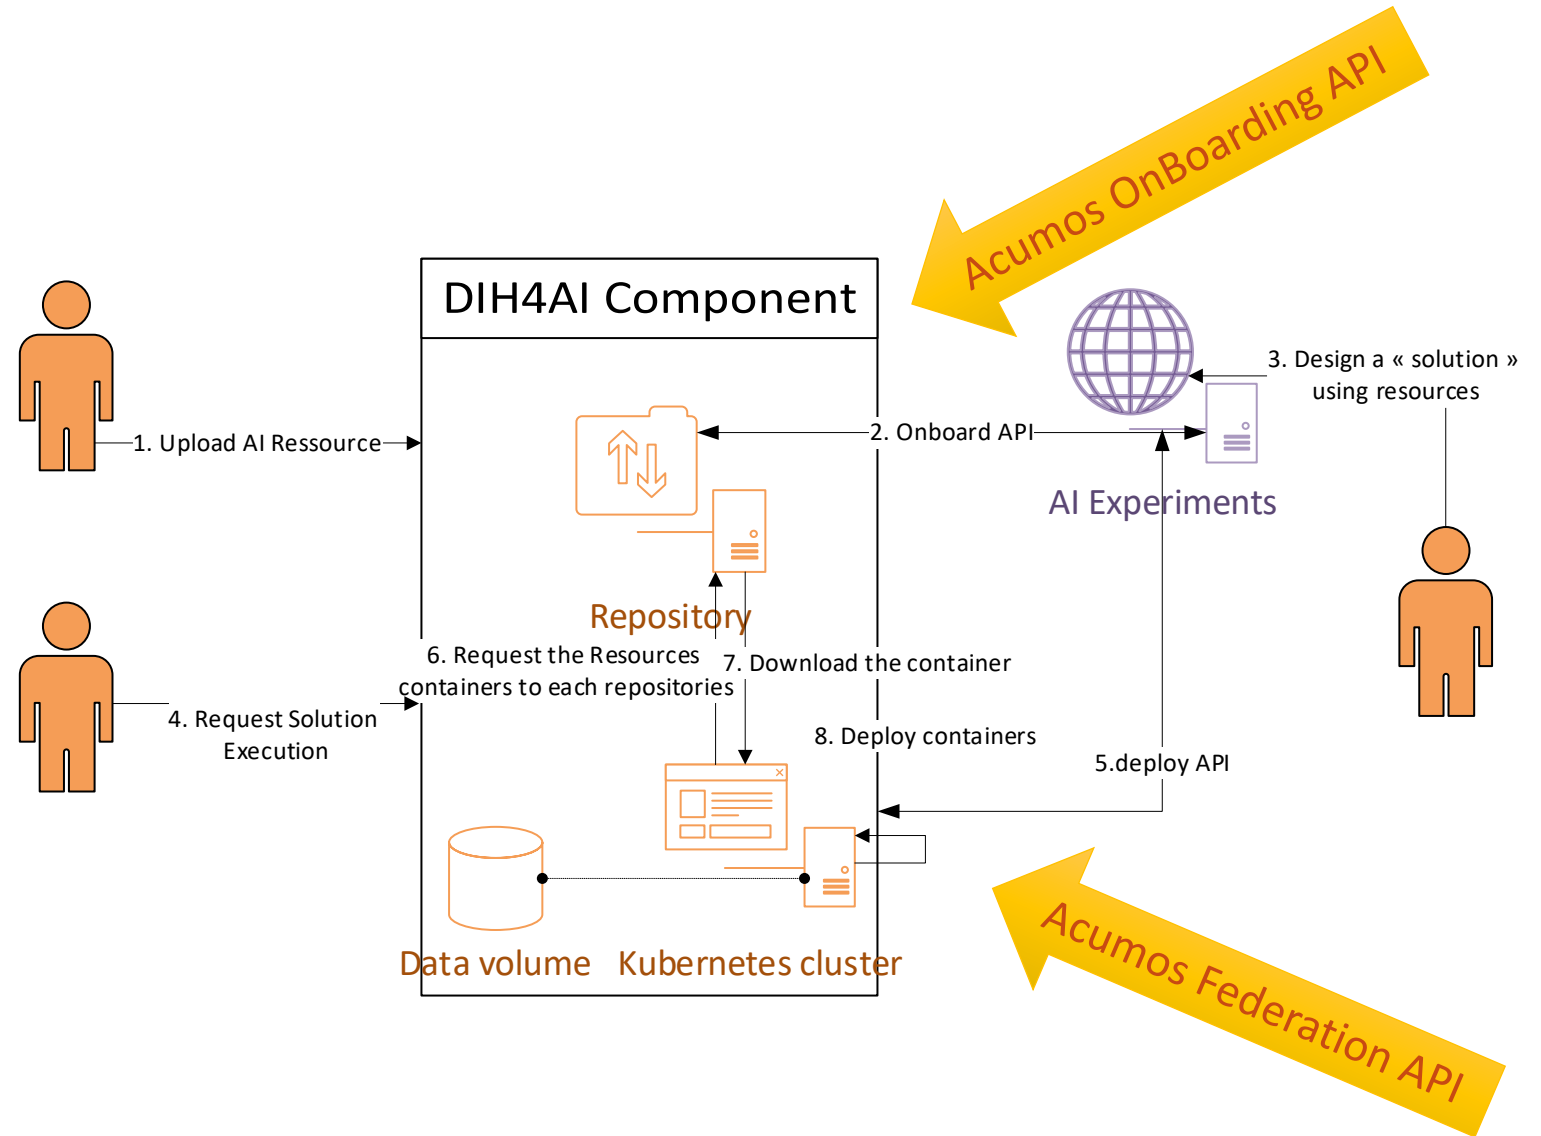 Acumos OnBoarding API
DIH4AI Component
3. Design a « solution »
using resources
1. Upload AI Ressource
2. Onboard API
AI Experiments
Repository
6. Request the Resources
containers to each repositories
7. Download the container
4. Request Solution
Execution
8. Deploy containers
5.deploy API
Data volume
Kubernetes cluster
Acumos Federation API